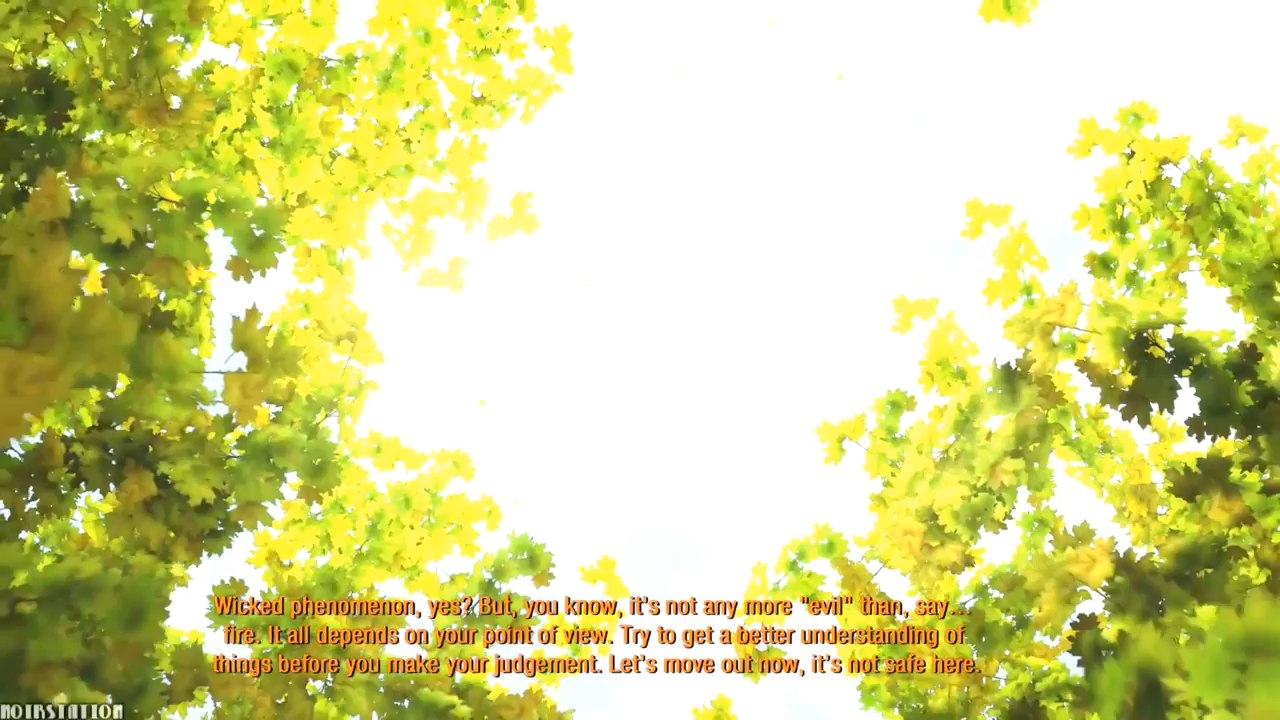 Wicked phenomenon, yes? But, you know, it's not any more "evil" than, say...
fire. It all depends on your point of view. Try to get a better understanding of
things before you make your judgement. Let's move out now, it's not safe here.
NOIRSTATION